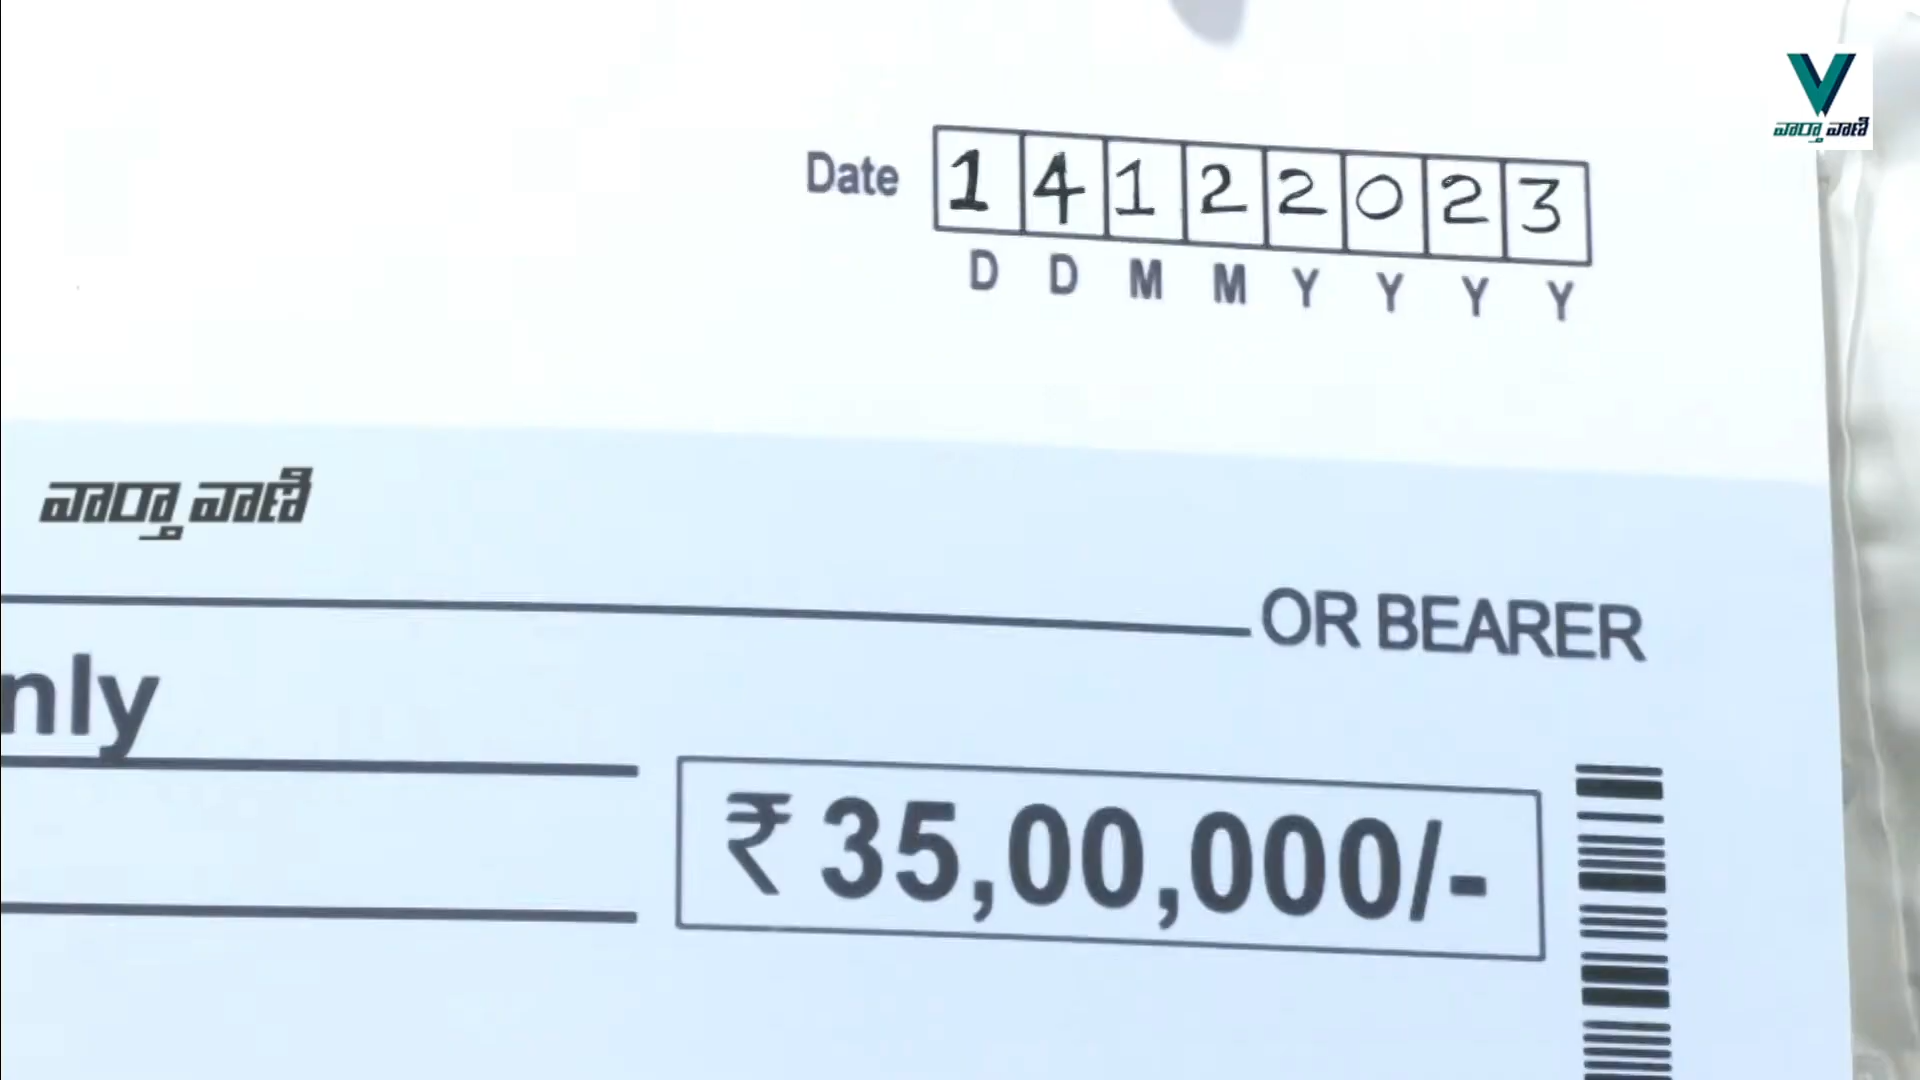 వార్తా వాణి
Date 14122023
D D M M Y Y Y Y
వార్తా వాణి
OR BEARER
nly
₹ 35,00,000/-